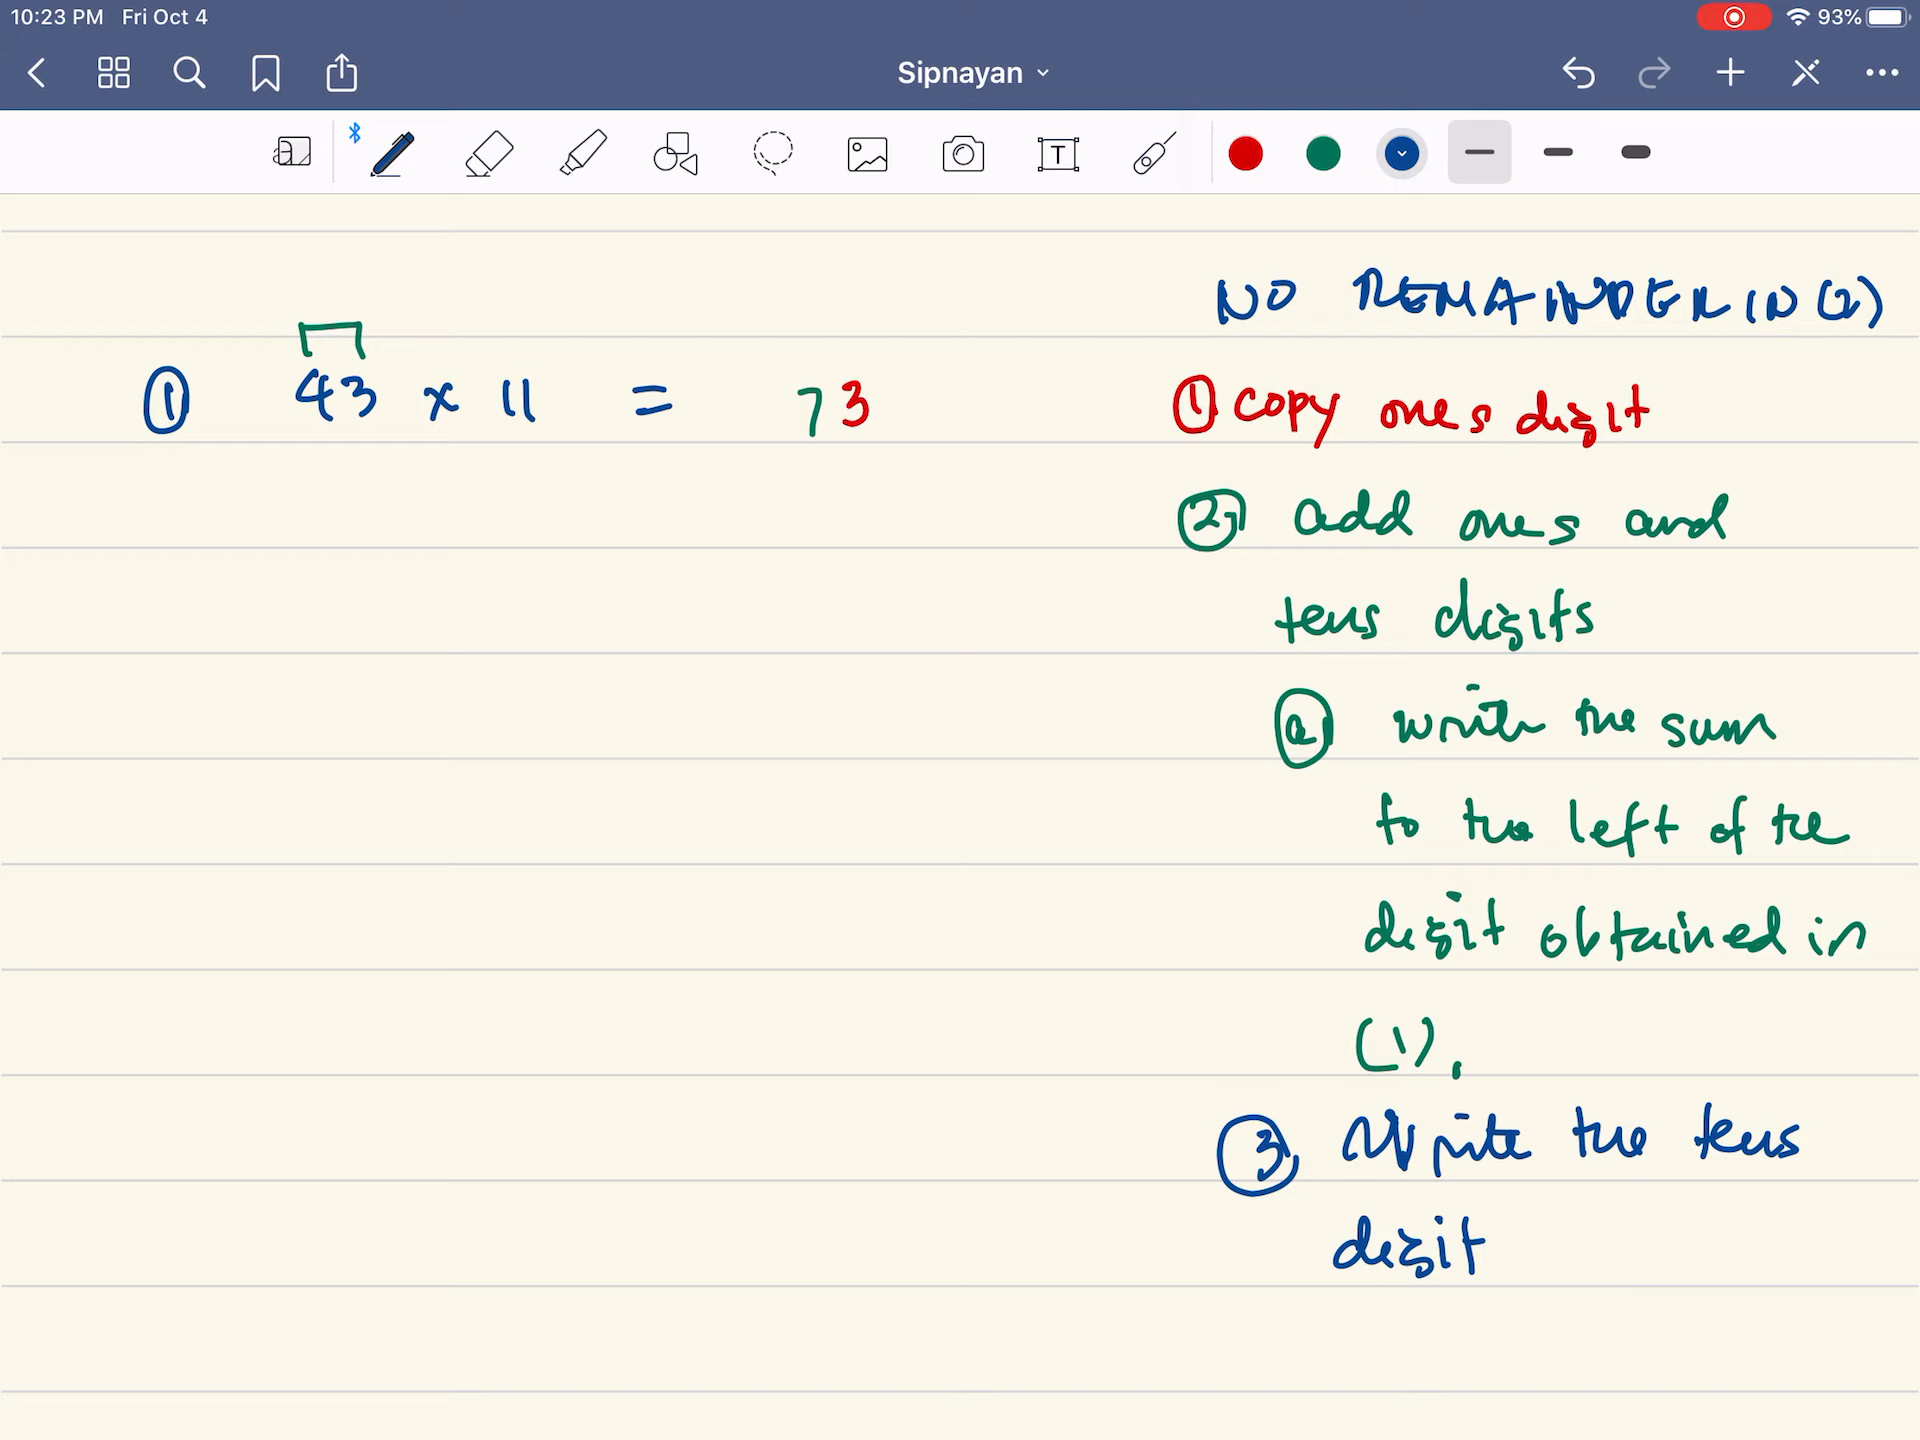 10:23 PM Fri Oct 4 93%
Sipnayan
T
NO REMAINDER IN (2)
① 43 x 11 = 73
① copy ones digit
② add ones and
tens digits
ⓐ write the sum
to the left of the
digit obtained in
(1).
③ Write the tens
digit